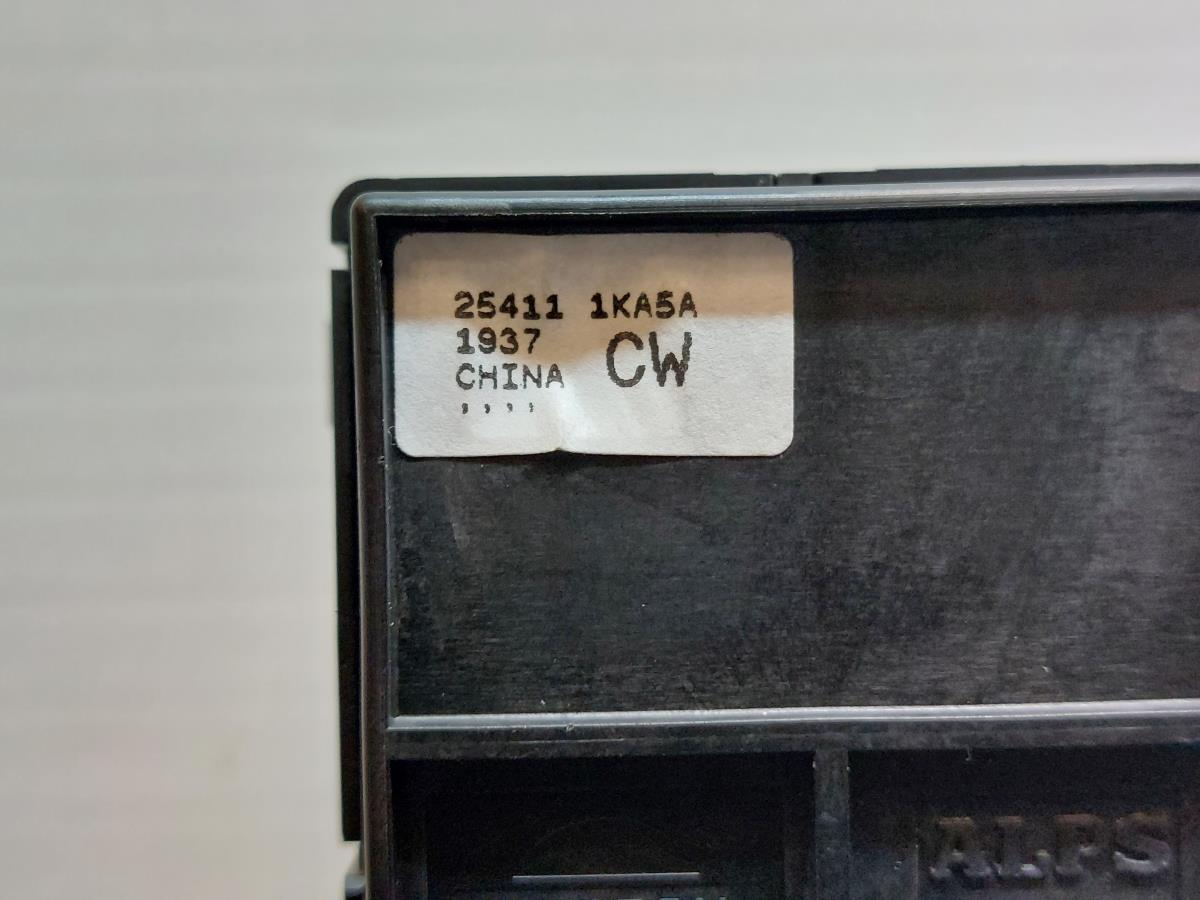 25411 1KA5A
1937
CW
CHINA
,,,,
ALPS